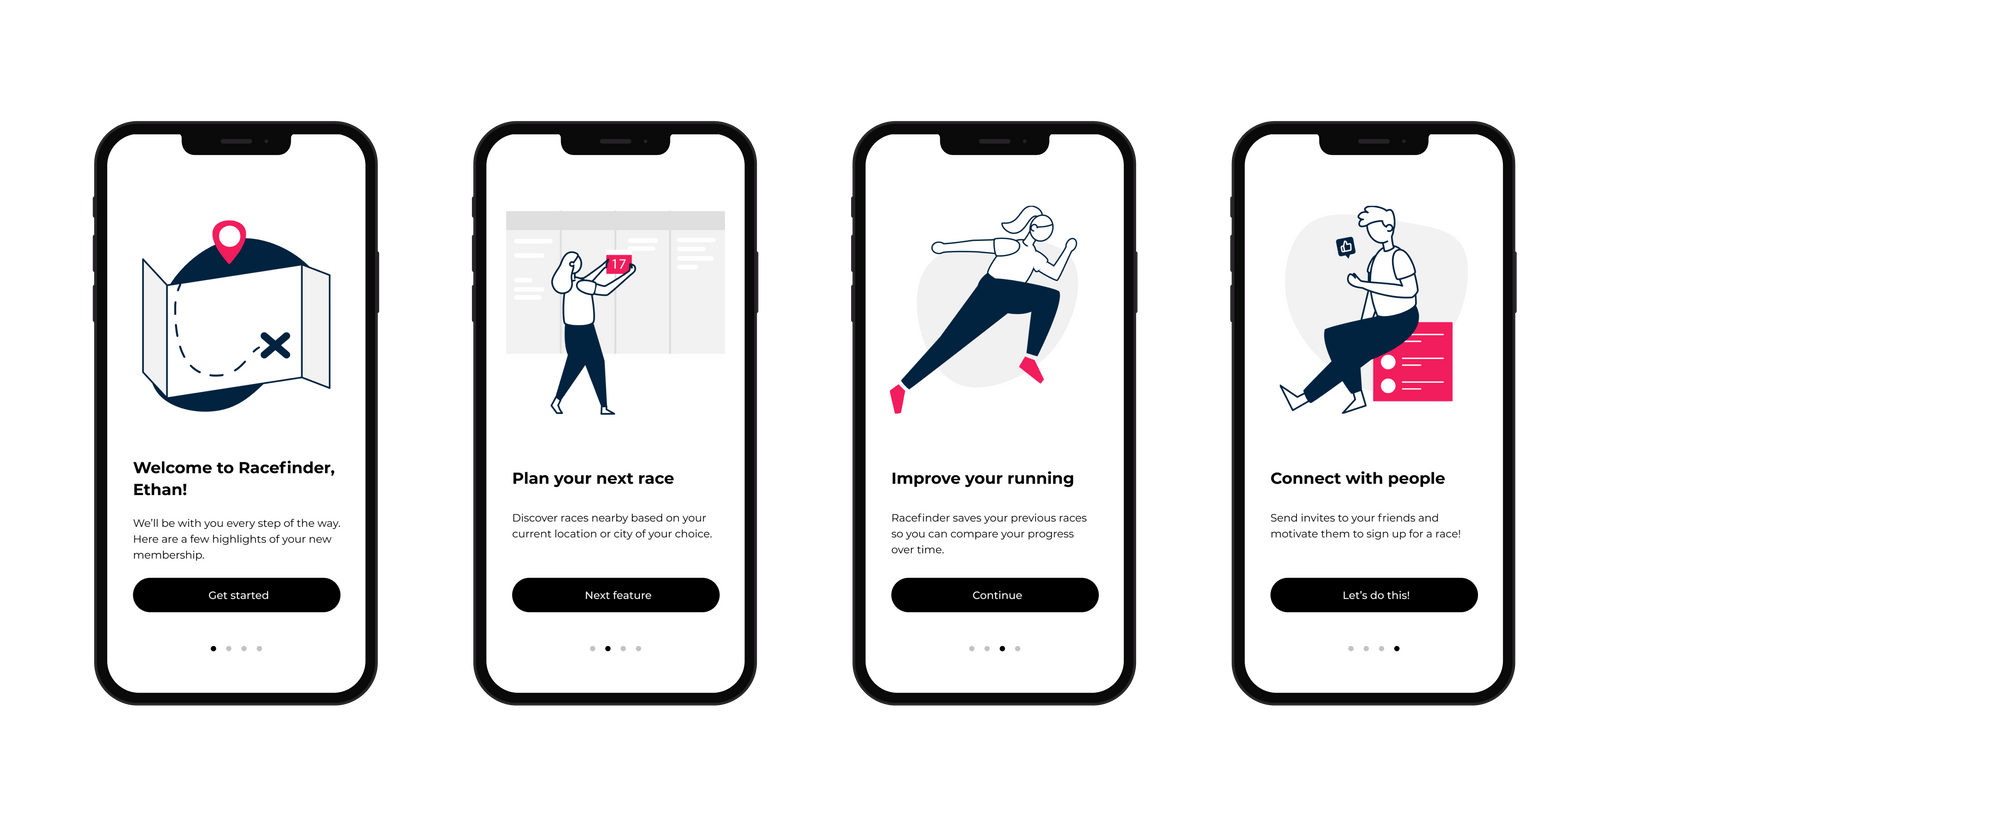 Welcome to Racefinder,
Ethan!
We'll be with you every step of the way.
Here are a few highlights of your new
membership.
Get started
17
Plan your next race
Discover races nearby based on your
current location or city of your choice.
Next feature
Improve your running
Racefinder saves your previous races
so you can compare your progress
over time.
Continue
Connect with people
Send invites to your friends and
motivate them to sign up for a race!
Let's do this!